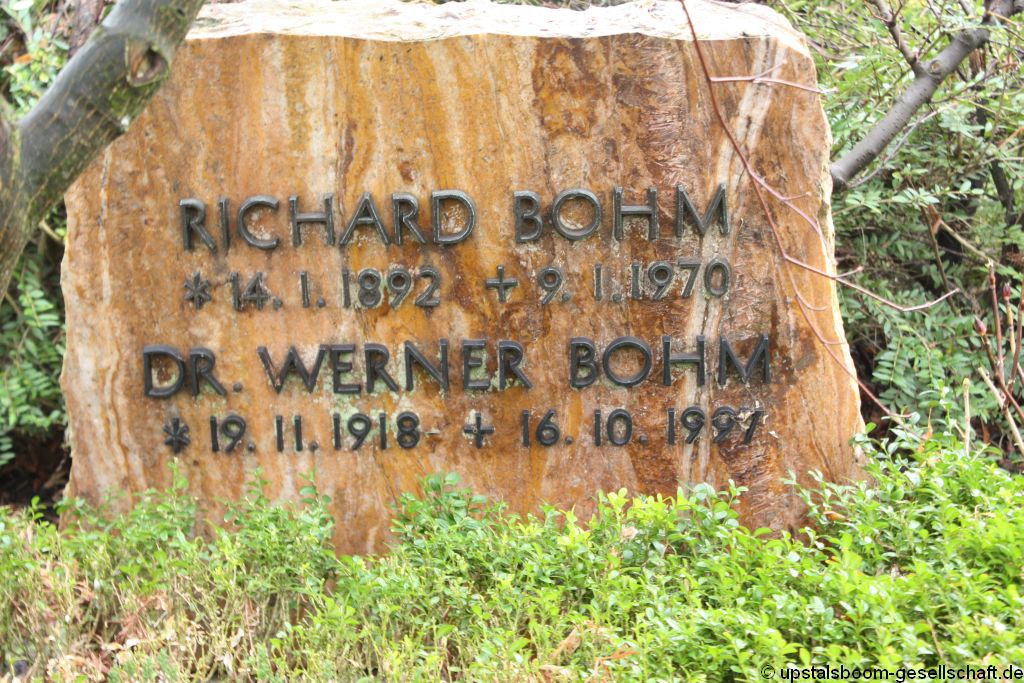 RICHARD BOHM
* 14. 1. 1892 + 9. 1. 1970
DR. WERNER BOHM
* 19. 11. 1918 + 16. 10. 1997
© upstalsboom-gesellschaft.de